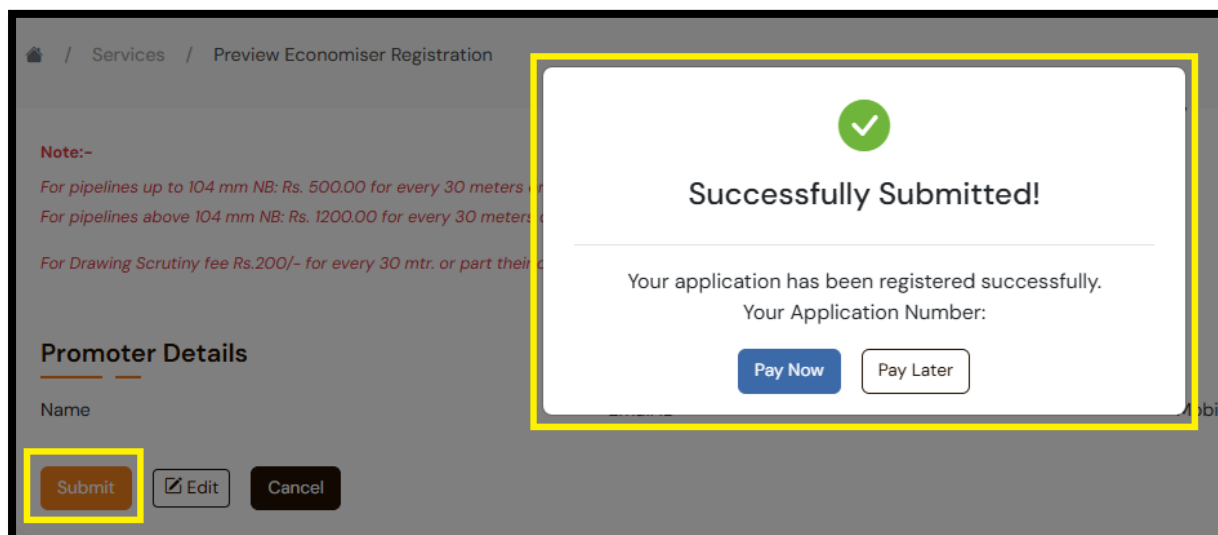 / Services / Preview Economiser Registration
Note:-
For pipelines up to 104 mm NB: Rs. 500.00 for every 30 meters or
For pipelines above 104 mm NB: Rs. 1200.00 for every 30 meters
For Drawing Scrutiny fee Rs.200/- for every 30 mtr. or part their
Successfully Submitted!
Your application has been registered successfully.
Your Application Number:
Pay Now Pay Later
Promoter Details
Name
Submit Edit Cancel